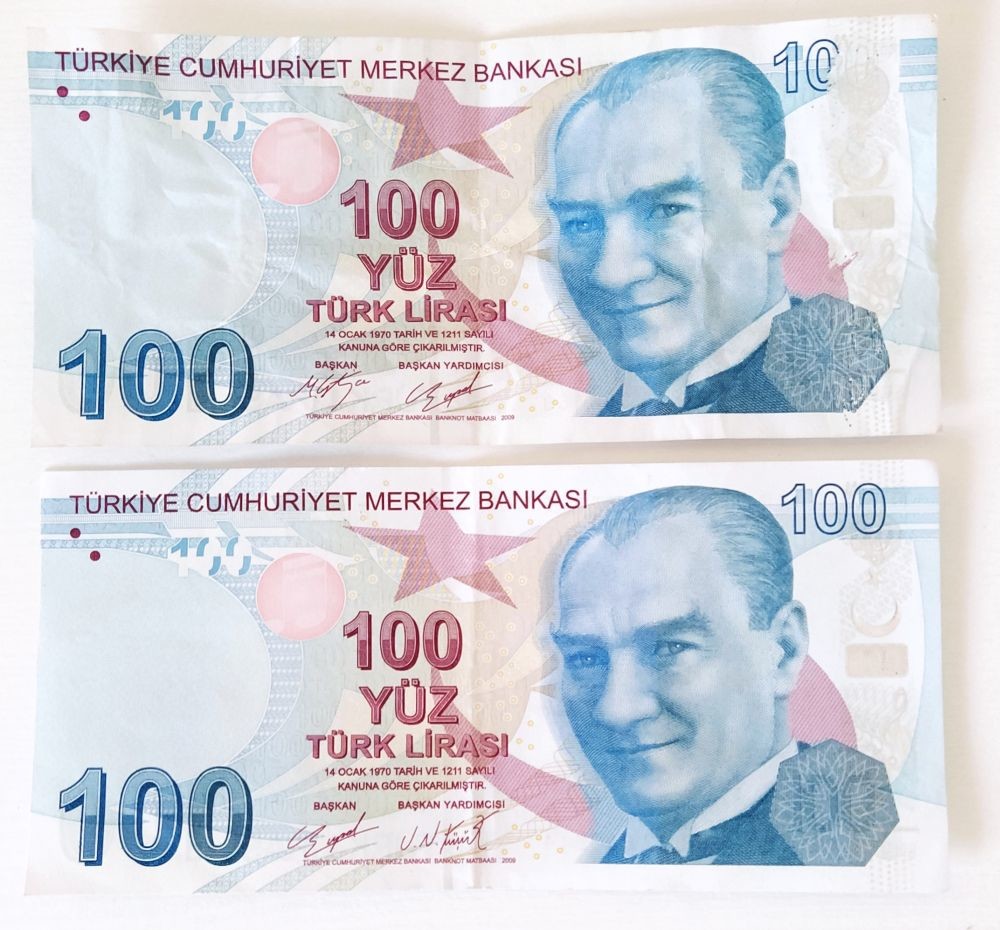 TÜRKİYE CUMHURİYET MERKEZ BANKASI
10
100
100
YÜZ
TÜRK LİRASI
14 OCAK 1970 TARİH VE 1211 SAYILI
KANUNA GÖRE ÇIKARILMIŞTIR.
BAŞKAN BAŞKAN YARDIMCISI
100
TÜRKİYE CUMHURİYET MERKEZ BANKASI BANKNOT MATBAASI 2009
TÜRKİYE CUMHURİYET MERKEZ BANKASI
100
100
100
YÜZ
TÜRK LİRASI
14 OCAK 1970 TARİH VE 1211 SAYILI
KANUNA GÖRE ÇIKARILMIŞTIR.
BAŞKAN BAŞKAN YARDIMCISI
100
TÜRKİYE CUMHURİYET MERKEZ BANKASI BANKNOT MATBAASI 2009